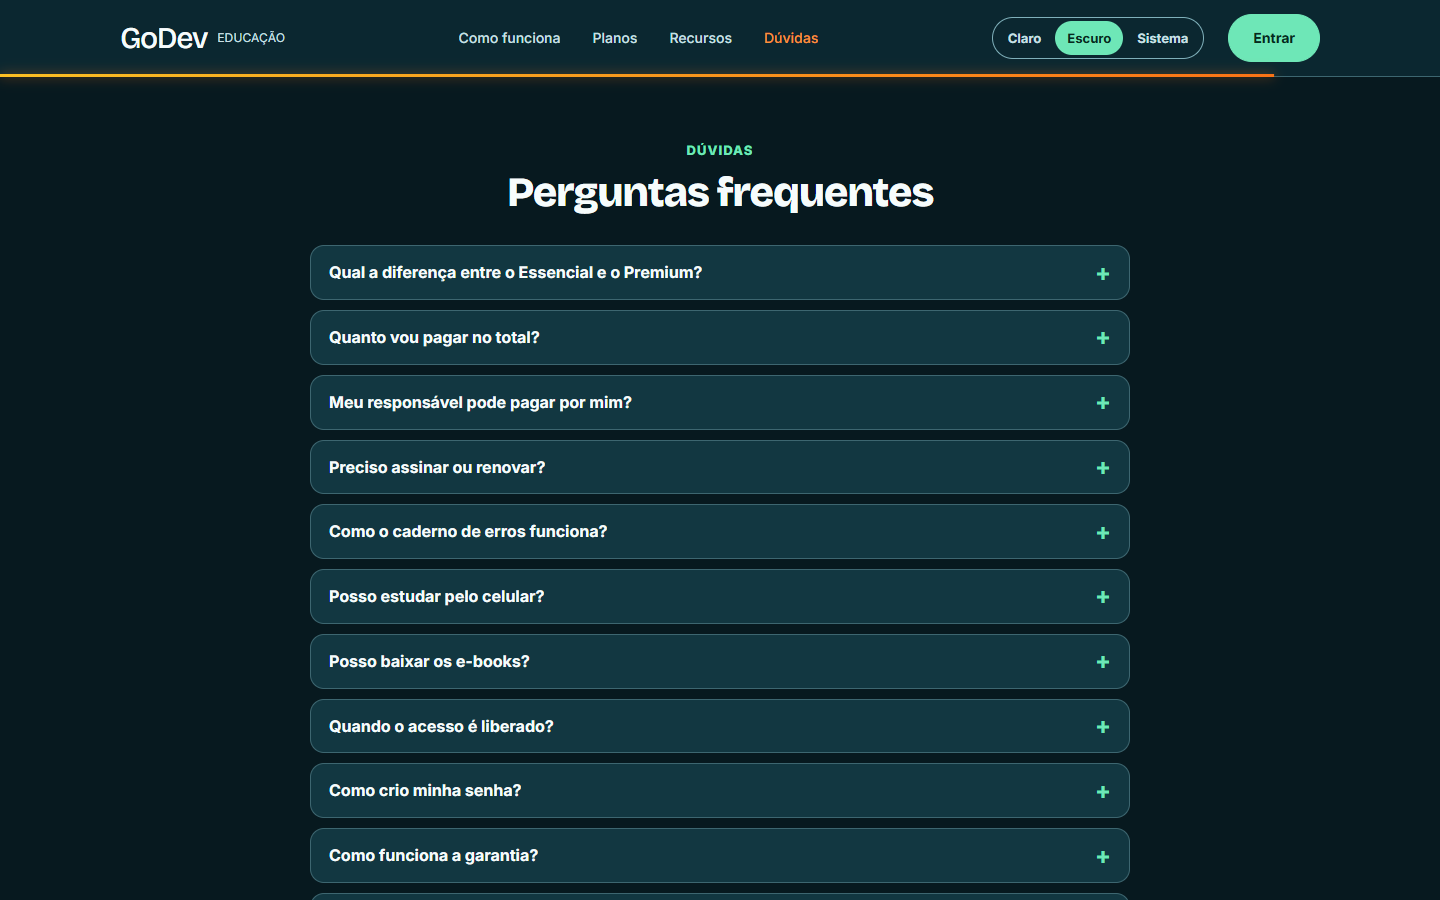 GoDev EDUCAÇÃO
Como funciona
Planos
Recursos
Dúvidas
Claro
Escuro
Sistema
Entrar
DÚVIDAS
Perguntas frequentes
Qual a diferença entre o Essencial e o Premium?
Quanto vou pagar no total?
Meu responsável pode pagar por mim?
Preciso assinar ou renovar?
Como o caderno de erros funciona?
Posso estudar pelo celular?
Posso baixar os e-books?
Quando o acesso é liberado?
Como crio minha senha?
Como funciona a garantia?